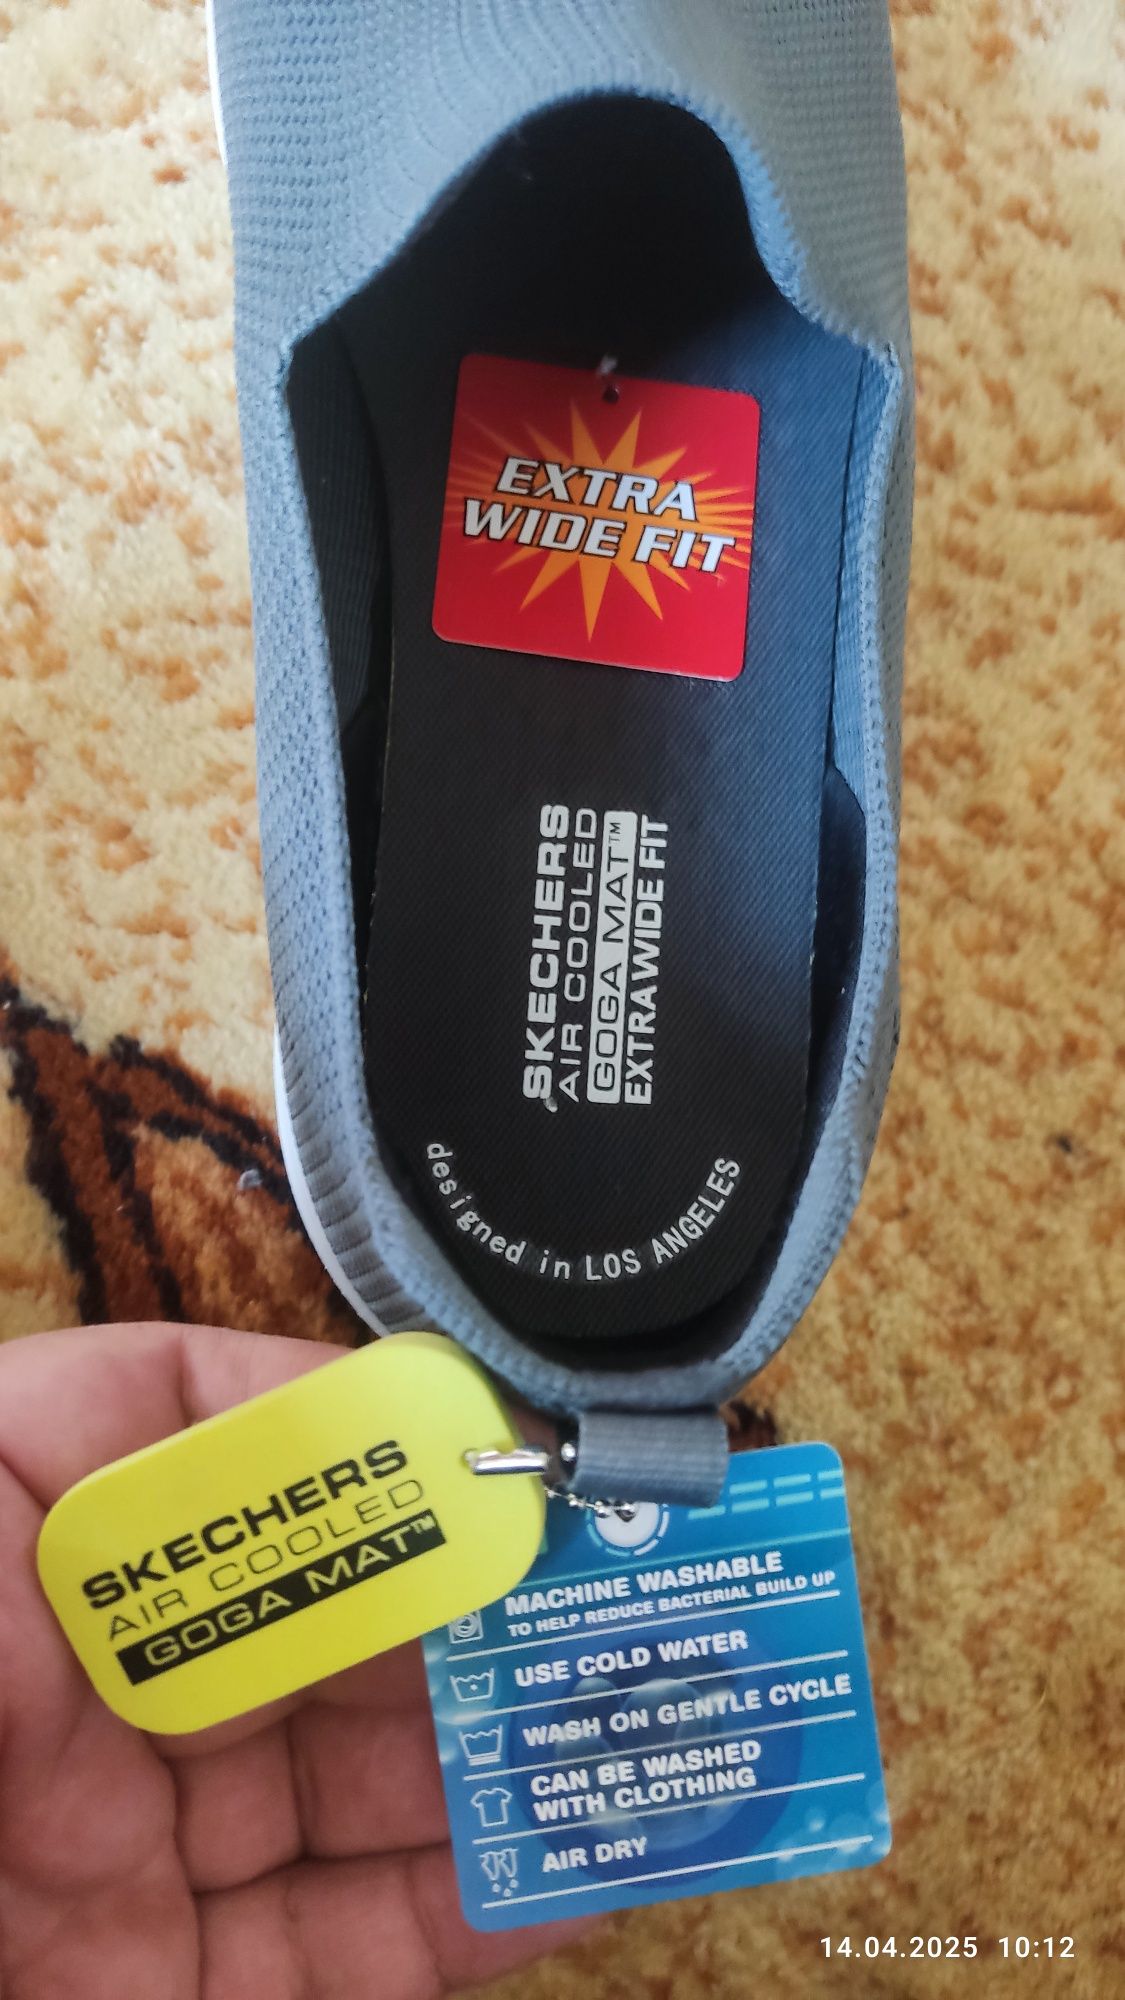 EXTRA
WIDE FIT
SKECHERS
AIR COOLED
GOGA MAT™
EXTRA WIDE FIT
designed in LOS ANGELES
SKECHERS
AIR COOLED
GOGA MAT™
MACHINE WASHABLE
TO HELP REDUCE BACTERIAL BUILD UP
USE COLD WATER
WASH ON GENTLE CYCLE
CAN BE WASHED
WITH CLOTHING
AIR DRY
14.04.2025 10:12